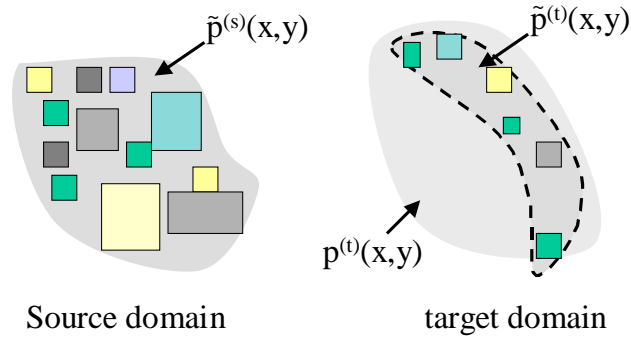 p̃⁽ˢ⁾(x,y)
p̃⁽ᵗ⁾(x,y)
p⁽ᵗ⁾(x,y)
Source domain
target domain